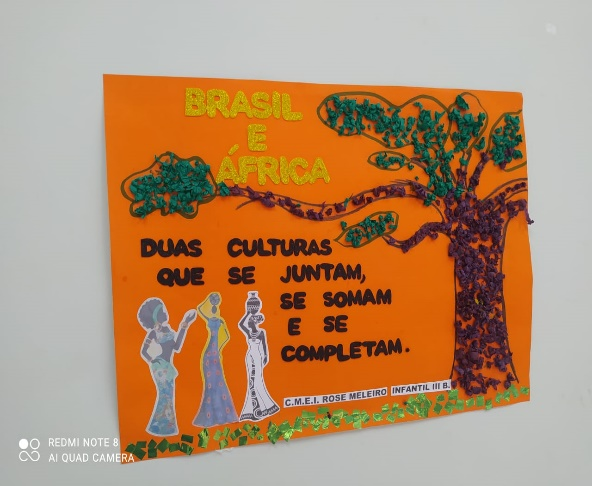 BRASIL
E
ÁFRICA
DUAS CULTURAS
QUE SE JUNTAM,
SE SOMAM
E SE
COMPLETAM.
C.M.E.I. ROSE MELEIRO INFANTIL III B.
REDMI NOTE 8
AI QUAD CAMERA